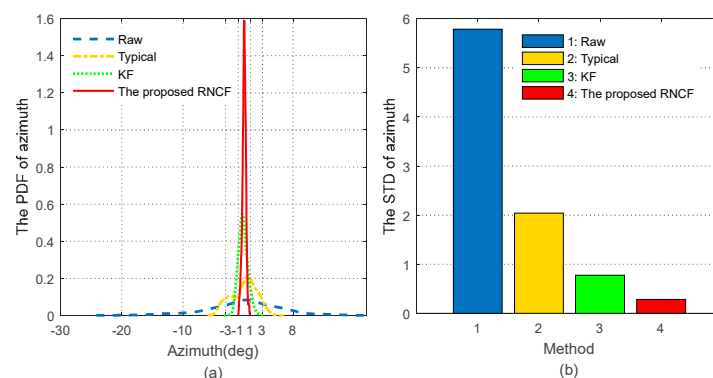 1.6
1.4
1.2
1
0.8
0.6
0.4
0.2
0
The PDF of azimuth
Raw
Typical
KF
The proposed RNCF
-30 -20 -10 -3 -1 1 3 8
Azimuth(deg)
(a)
6
5
4
3
2
1
0
The STD of azimuth
1: Raw
2: Typical
3: KF
4: The proposed RNCF
1 2 3 4
Method
(b)